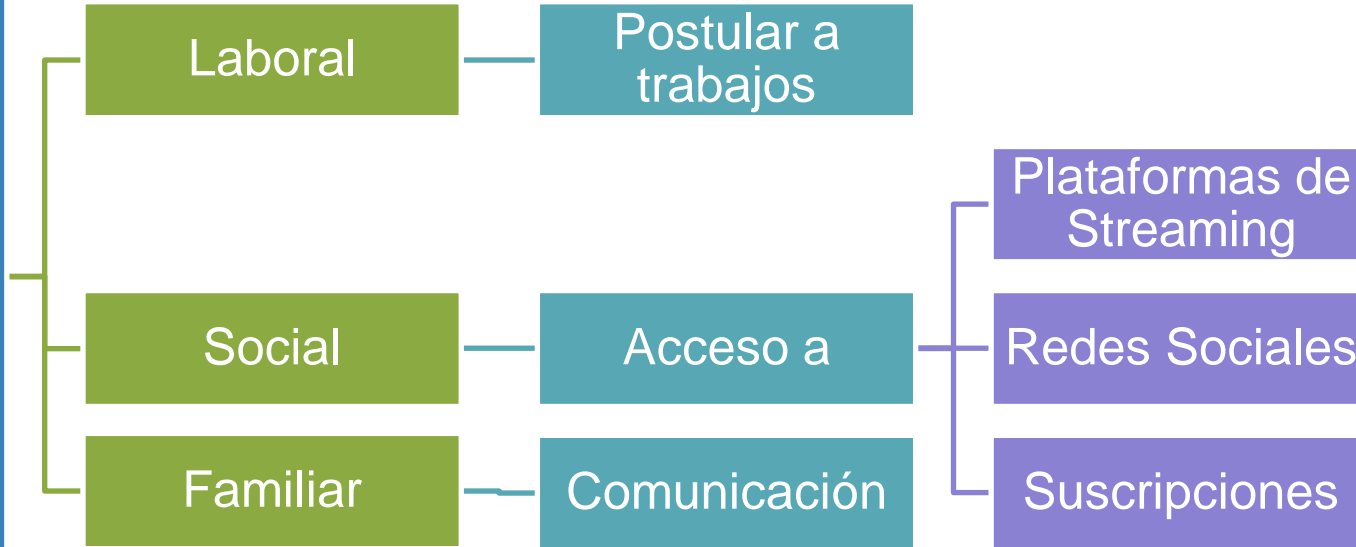 Laboral
Postular a
trabajos
Plataformas de
Streaming
Social
Acceso a
Redes Sociales
Familiar
Comunicación
Suscripciones